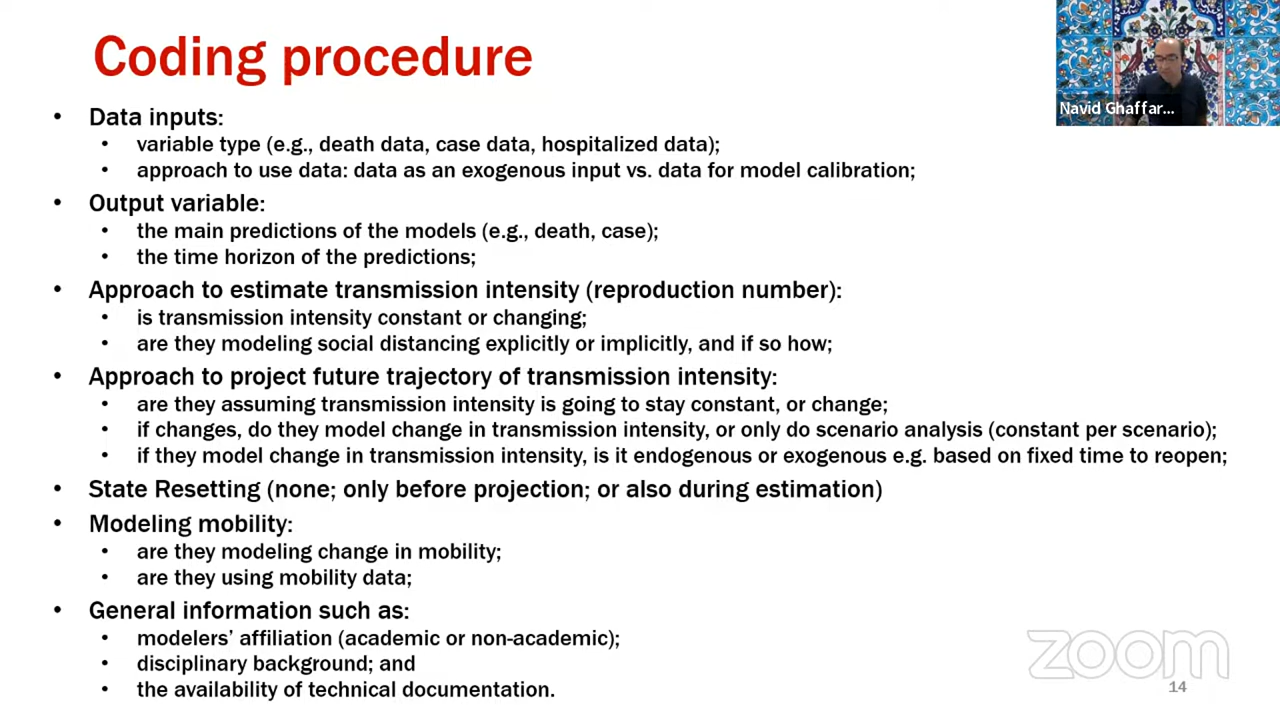 Coding procedure
Navid Ghaffar...
• Data inputs:
• variable type (e.g., death data, case data, hospitalized data);
• approach to use data: data as an exogenous input vs. data for model calibration;
• Output variable:
• the main predictions of the models (e.g., death, case);
• the time horizon of the predictions;
• Approach to estimate transmission intensity (reproduction number):
• is transmission intensity constant or changing;
• are they modeling social distancing explicitly or implicitly, and if so how;
• Approach to project future trajectory of transmission intensity:
• are they assuming transmission intensity is going to stay constant, or change;
• if changes, do they model change in transmission intensity, or only do scenario analysis (constant per scenario);
• if they model change in transmission intensity, is it endogenous or exogenous e.g. based on fixed time to reopen;
• State Resetting (none; only before projection; or also during estimation)
• Modeling mobility:
• are they modeling change in mobility;
• are they using mobility data;
• General information such as:
• modelers’ affiliation (academic or non-academic);
• disciplinary background; and
• the availability of technical documentation.
zoom
14